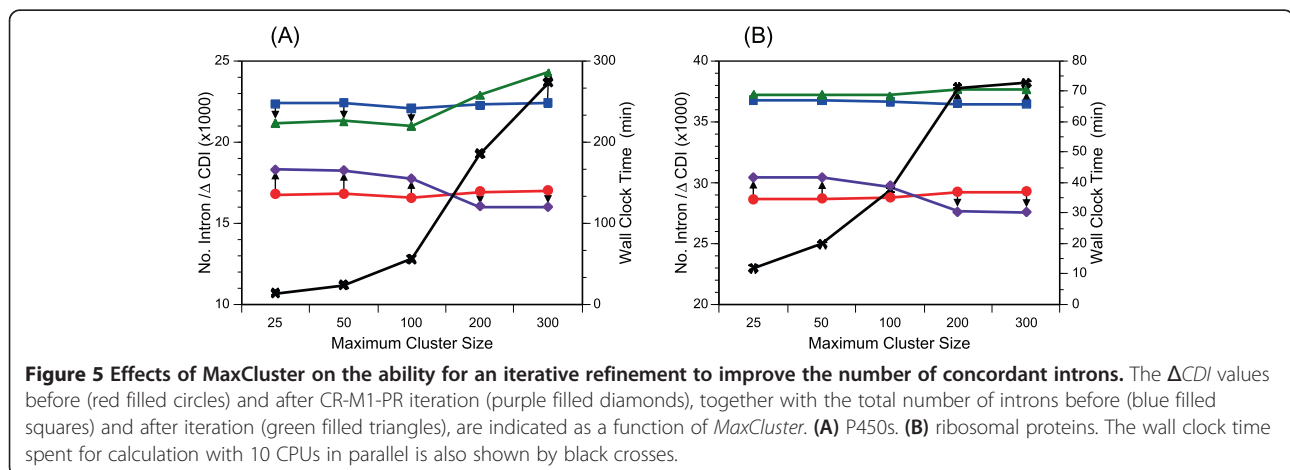 (A)
(B)
25
20
15
10
No. Intron / Δ CDI (x1000)
300
200
100
0
Wall Clock Time (min)
25 50 100 200 300
Maximum Cluster Size
40
36
32
28
24
20
No. Intron / Δ CDI (x1000)
80
70
60
50
40
30
20
10
0
Wall Clock Time (min)
25 50 100 200 300
Maximum Cluster Size
Figure 5 Effects of MaxCluster on the ability for an iterative refinement to improve the number of concordant introns. The ΔCDI values
before (red filled circles) and after CR-M1-PR iteration (purple filled diamonds), together with the total number of introns before (blue filled
squares) and after iteration (green filled triangles), are indicated as a function of MaxCluster. (A) P450s. (B) ribosomal proteins. The wall clock time
spent for calculation with 10 CPUs in parallel is also shown by black crosses.